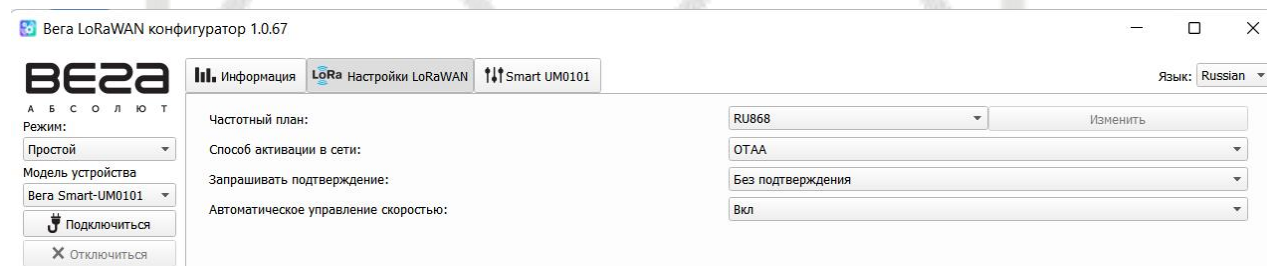 Вега LoRaWAN конфигуратор 1.0.67
ВЕГА
АБСОЛЮТ
Режим:
Простой
Модель устройства
Вега Smart-UM0101
Подключиться
Отключиться
Информация LoRa Настройки LoRaWAN Smart UM0101
Язык: Russian
Частотный план: RU868 Изменить
Способ активации в сети: OTAA
Запрашивать подтверждение: Без подтверждения
Автоматическое управление скоростью: Вкл